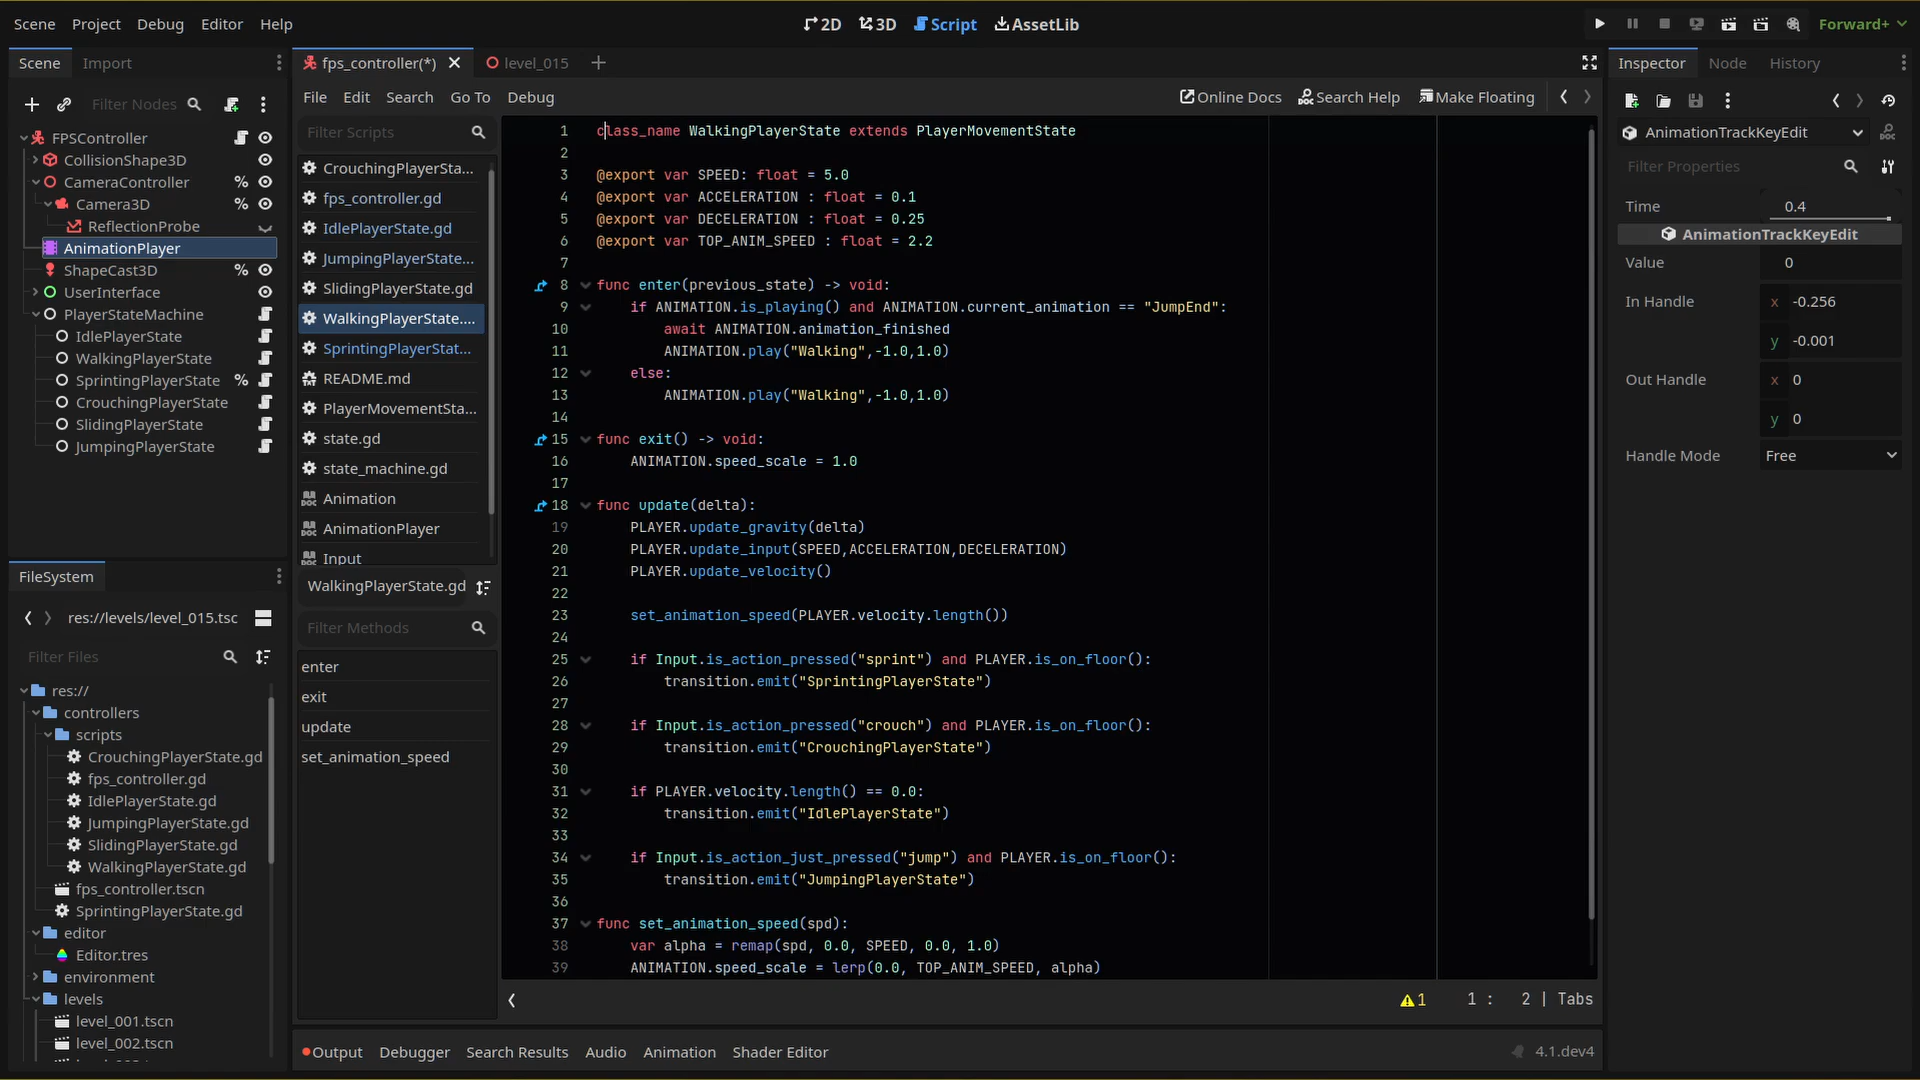 Scene Project Debug Editor Help
2D 3D Script AssetLib
Forward+
Scene Import
Filter Nodes
FPSController
CollisionShape3D
CameraController %
Camera3D %
ReflectionProbe
AnimationPlayer
ShapeCast3D %
UserInterface
PlayerStateMachine
IdlePlayerState
WalkingPlayerState
SprintingPlayerState %
CrouchingPlayerState
SlidingPlayerState
JumpingPlayerState
FileSystem
res://levels/level_015.tsc
Filter Files
res://
controllers
scripts
CrouchingPlayerState.gd
fps_controller.gd
IdlePlayerState.gd
JumpingPlayerState.gd
SlidingPlayerState.gd
WalkingPlayerState.gd
fps_controller.tscn
SprintingPlayerState.gd
editor
Editor.tres
environment
levels
level_001.tscn
level_002.tscn
fps_controller(*) level_015
File Edit Search Go To Debug
Online Docs Search Help Make Floating
Filter Scripts
CrouchingPlayerSta...
fps_controller.gd
IdlePlayerState.gd
JumpingPlayerState...
SlidingPlayerState.gd
WalkingPlayerState....
SprintingPlayerStat...
README.md
PlayerMovementSta...
state.gd
state_machine.gd
Animation
AnimationPlayer
Input
WalkingPlayerState.gd
Filter Methods
enter
exit
update
set_animation_speed
1 class_name WalkingPlayerState extends PlayerMovementState
2
3 @export var SPEED: float = 5.0
4 @export var ACCELERATION : float = 0.1
5 @export var DECELERATION : float = 0.25
6 @export var TOP_ANIM_SPEED : float = 2.2
7
8 func enter(previous_state) -> void:
9 if ANIMATION.is_playing() and ANIMATION.current_animation == "JumpEnd":
10 await ANIMATION.animation_finished
11 ANIMATION.play("Walking",-1.0,1.0)
12 else:
13 ANIMATION.play("Walking",-1.0,1.0)
14
15 func exit() -> void:
16 ANIMATION.speed_scale = 1.0
17
18 func update(delta):
19 PLAYER.update_gravity(delta)
20 PLAYER.update_input(SPEED,ACCELERATION,DECELERATION)
21 PLAYER.update_velocity()
22
23 set_animation_speed(PLAYER.velocity.length())
24
25 if Input.is_action_pressed("sprint") and PLAYER.is_on_floor():
26 transition.emit("SprintingPlayerState")
27
28 if Input.is_action_pressed("crouch") and PLAYER.is_on_floor():
29 transition.emit("CrouchingPlayerState")
30
31 if PLAYER.velocity.length() == 0.0:
32 transition.emit("IdlePlayerState")
33
34 if Input.is_action_just_pressed("jump") and PLAYER.is_on_floor():
35 transition.emit("JumpingPlayerState")
36
37 func set_animation_speed(spd):
38 var alpha = remap(spd, 0.0, SPEED, 0.0, 1.0)
39 ANIMATION.speed_scale = lerp(0.0, TOP_ANIM_SPEED, alpha)
1 1 : 2 | Tabs
Output Debugger Search Results Audio Animation Shader Editor
4.1.dev4
Inspector Node History
AnimationTrackKeyEdit
Filter Properties
Time 0.4
AnimationTrackKeyEdit
Value 0
In Handle x -0.256
y -0.001
Out Handle x 0
y 0
Handle Mode Free